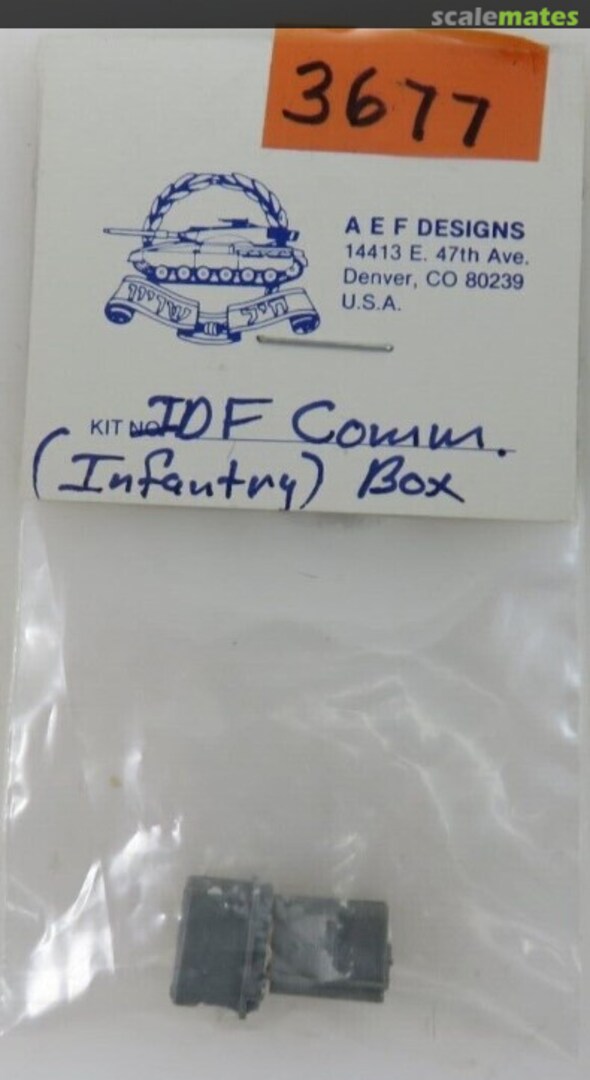 scalemates
3677
A E F DESIGNS
14413 E. 47th Ave.
Denver, CO 80239
U.S.A.
חיל שריון
KIT NO. IDF Comm.
(Infantry) Box